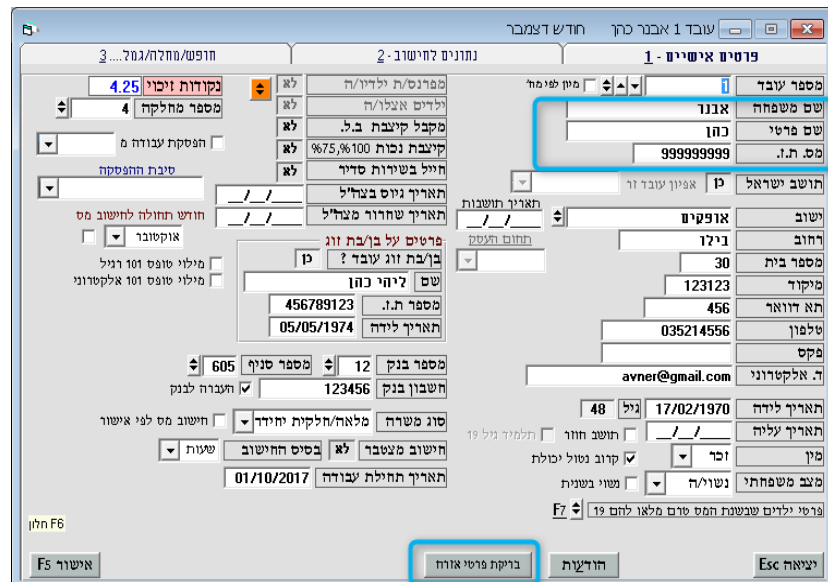 עובד 1 אבנר כהן חודש דצמבר
פרטים אישיים - 1
נתונים לחישוב - 2
חופש/מחלה/גמל.... 3
מספר עובד 1 מיון לפי מח'
שם משפחה אבנר
שם פרטי כהן
מס. ת.ז. 999999999
תושב ישראל כן אפיון עובד זר
תאריך תושבות _/_/_
ישוב אופקים
רחוב בילו תחום העסק
מספר בית 30
מיקוד 123123
תא דוואר 456
טלפון 035214556
פקס
ד. אלקטרוני avner@gmail.com
תאריך לידה 17/02/1970 גיל 48
תאריך עליה _/_/_ תושב חוזר תלמיד גיל 19
מין זכר קרוב נטול יכולת
מצב משפחתי נשוי/ה נשוי בשנית
פרטי ילדים שבשנת המס טרם מלאו להם 19 F7
מפרנס/ת ילדיו/ה לא
ילדים אצלו/ה לא
מקבל קיצבת ב.ל. לא
קיצבת נכות 100%,75% לא
חייל בשירות סדיר לא
תאריך גיוס בצה"ל _/_/_
תאריך שחרור מצה"ל _/_/_
פרטים על בן/בת זוג
בן/בת זוג עובד ? כן
שם ליהי כהן
מספר ת.ז. 456789123
תאריך לידה 05/05/1974
מספר בנק 12 מספר סניף 605
חשבון בנק 123456 העברה לבנק
סוג משרה מלאה/חלקית יחידה חישוב מס לפי אישור
חישוב מצטבר לא בסיס החישוב שעות
תאריך תחילת עבודה 01/10/2017
נקודות זיכוי 4.25
מספר מחלקה 4
הפסקת עבודה מ
סיבת ההפסקה
חודש תחולה לחישוב מס
אוקטובר
מילוי טופס 101 רגיל
מילוי טופס 101 אלקטרוני
F6 חלון
יציאה Esc
הודעות
בדיקת פרטי אזרח
אישור F5